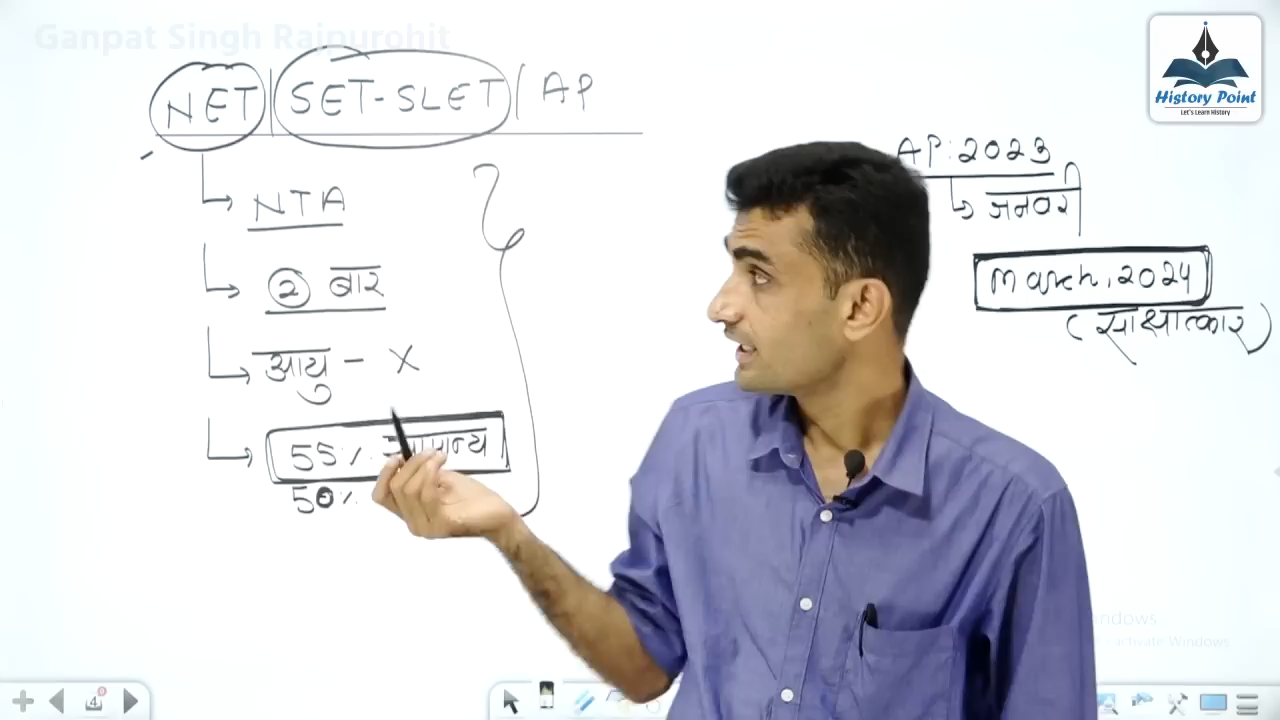 Ganpat Singh Rajpurohit
NET | SET-SLET / AP
NTA
② बार
आयु - X
55%
50%
AP: 2023
जनवरी
March, 2024
(साक्षात्कार)
History Point
Let's Learn History
4